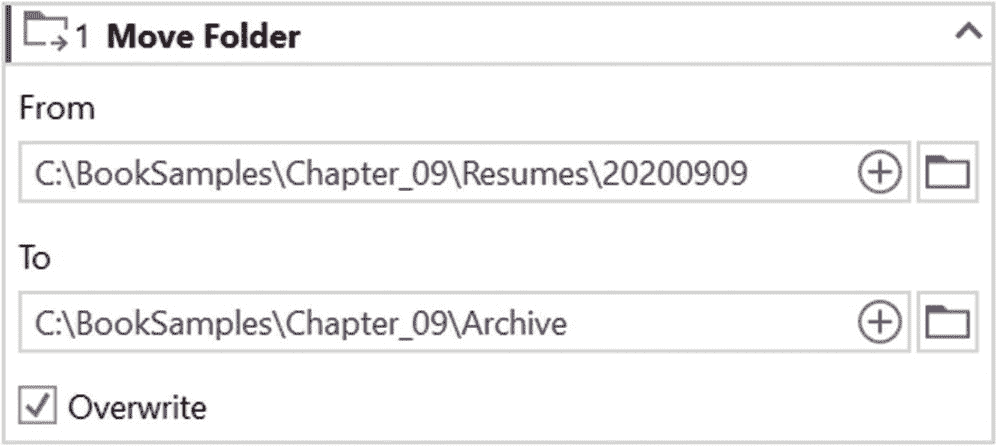 1 Move Folder
From
C:\BookSamples\Chapter_09\Resumes\20200909
To
C:\BookSamples\Chapter_09\Archive
Overwrite